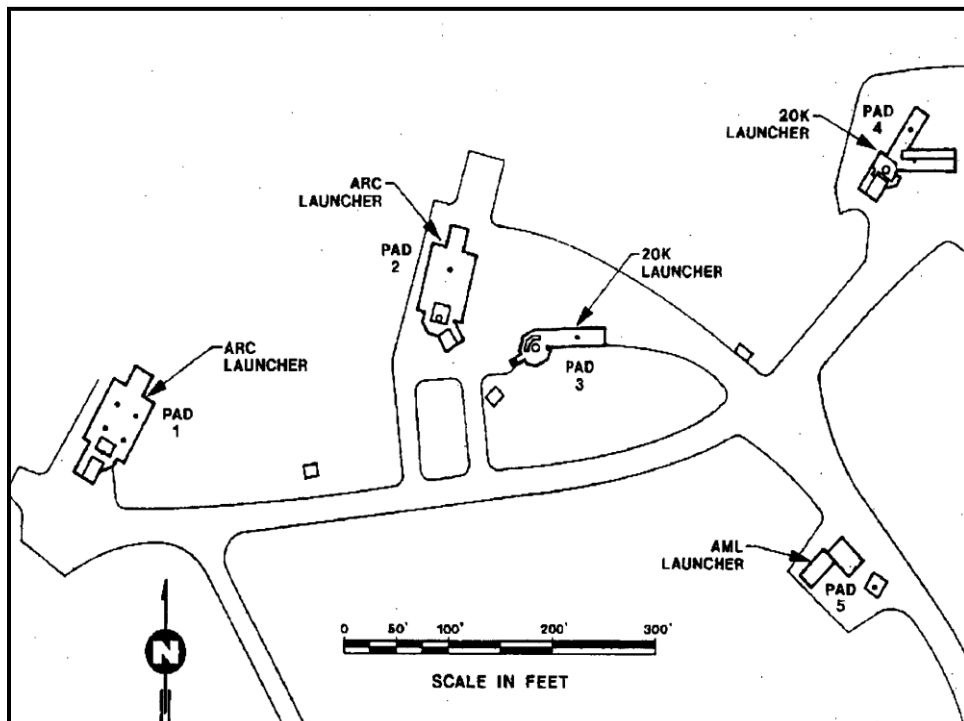 20K
LAUNCHER
PAD
4
ARC
LAUNCHER
PAD
2
20K
LAUNCHER
PAD
3
ARC
LAUNCHER
PAD
1
AML
LAUNCHER
PAD
5
N
0 50' 100' 200' 300'
SCALE IN FEET